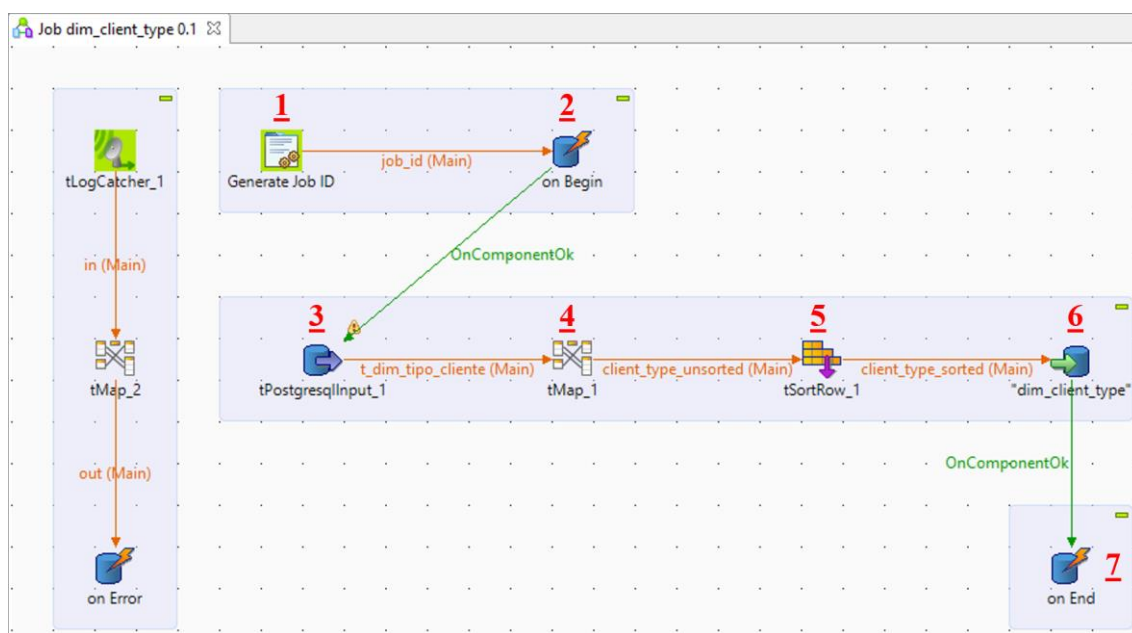 Job dim_client_type 0.1
1
2
tLogCatcher_1
Generate Job ID
job_id (Main)
on Begin
in (Main)
OnComponentOk
3
4
5
6
t_dim_tipo_cliente (Main)
client_type_unsorted (Main)
client_type_sorted (Main)
tMap_2
tPostgresqlInput_1
tMap_1
tSortRow_1
"dim_client_type"
out (Main)
OnComponentOk
7
on Error
on End